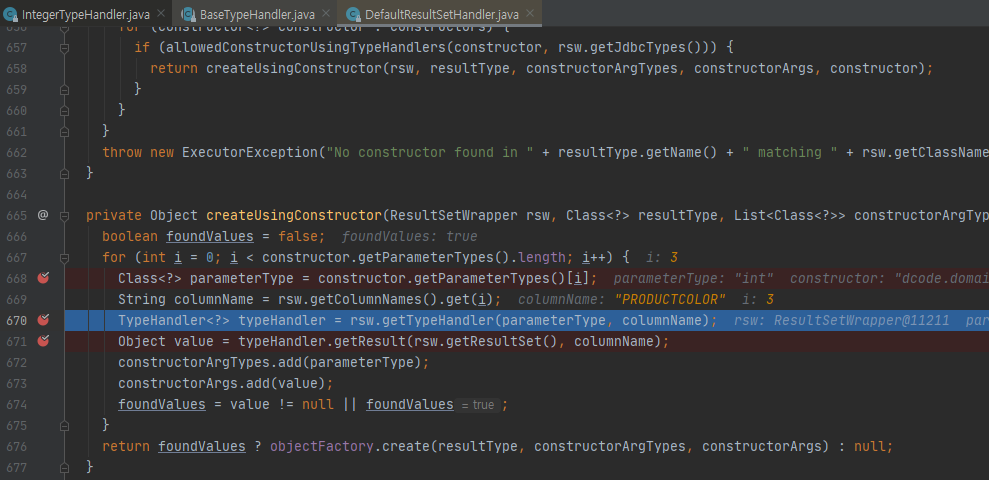 IntegerTypeHandler.java × BaseTypeHandler.java × DefaultResultSetHandler.java ×
656 for (Constructor<?> constructor : constructors) {
657 if (allowedConstructorUsingTypeHandlers(constructor, rsw.getJdbcTypes())) {
658 return createUsingConstructor(rsw, resultType, constructorArgTypes, constructorArgs, constructor);
659 }
660 }
661 }
662 throw new ExecutorException("No constructor found in " + resultType.getName() + " matching " + rsw.getClassName
663 }
664
665 @ private Object createUsingConstructor(ResultSetWrapper rsw, Class<?> resultType, List<Class<?>> constructorArgTyp
666 boolean foundValues = false; foundValues: true
667 for (int i = 0; i < constructor.getParameterTypes().length; i++) { i: 3
668 Class<?> parameterType = constructor.getParameterTypes()[i]; parameterType: "int" constructor: "dcode.domai
669 String columnName = rsw.getColumnNames().get(i); columnName: "PRODUCTCOLOR" i: 3
670 TypeHandler<?> typeHandler = rsw.getTypeHandler(parameterType, columnName); rsw: ResultSetWrapper@11211 par
671 Object value = typeHandler.getResult(rsw.getResultSet(), columnName);
672 constructorArgTypes.add(parameterType);
673 constructorArgs.add(value);
674 foundValues = value != null || foundValues = true ;
675 }
676 return foundValues ? objectFactory.create(resultType, constructorArgTypes, constructorArgs) : null;
677 }